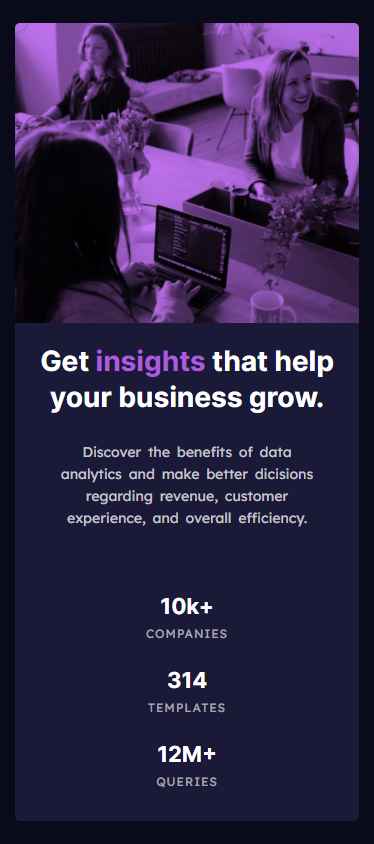 Get insights that help
your business grow.
Discover the benefits of data
analytics and make better dicisions
regarding revenue, customer
experience, and overall efficiency.
10k+
COMPANIES
314
TEMPLATES
12M+
QUERIES